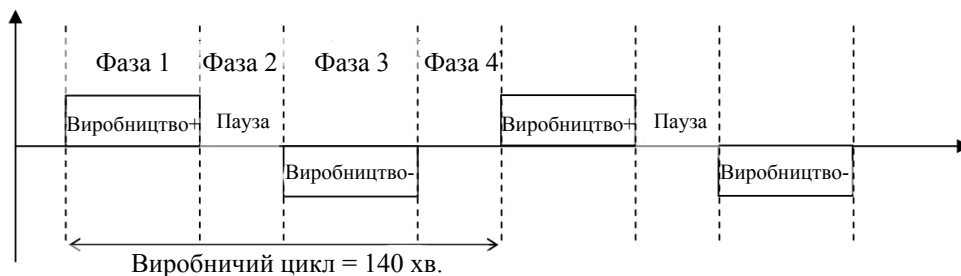 Фаза 1 Фаза 2 Фаза 3 Фаза 4
Виробництво+ Пауза Виробництво+ Пауза
Виробництво- Виробництво-
Виробничий цикл = 140 хв.